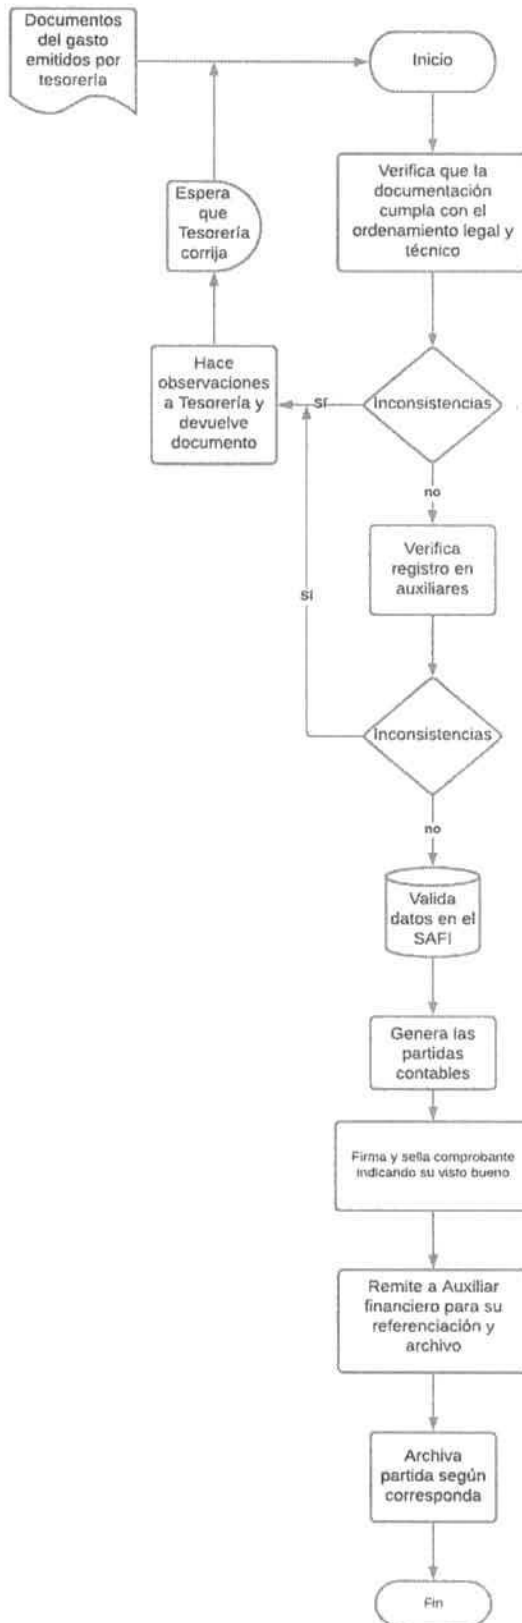 Documentos
del gasto
emitidos por
tesorería
Inicio
Verifica que la
documentación
cumpla con el
ordenamiento legal y
técnico
Espera
que
Tesorería
corrija
Hace
observaciones
a Tesorería y
devuelve
documento
sí
Inconsistencias
no
Verifica
registro en
auxiliares
sí
Inconsistencias
no
Valida
datos en el
SAFI
Genera las
partidas
contables
Firma y sella comprobante
indicando su visto bueno
Remite a Auxiliar
financiero para su
referenciación y
archivo
Archiva
partida según
corresponda
Fin